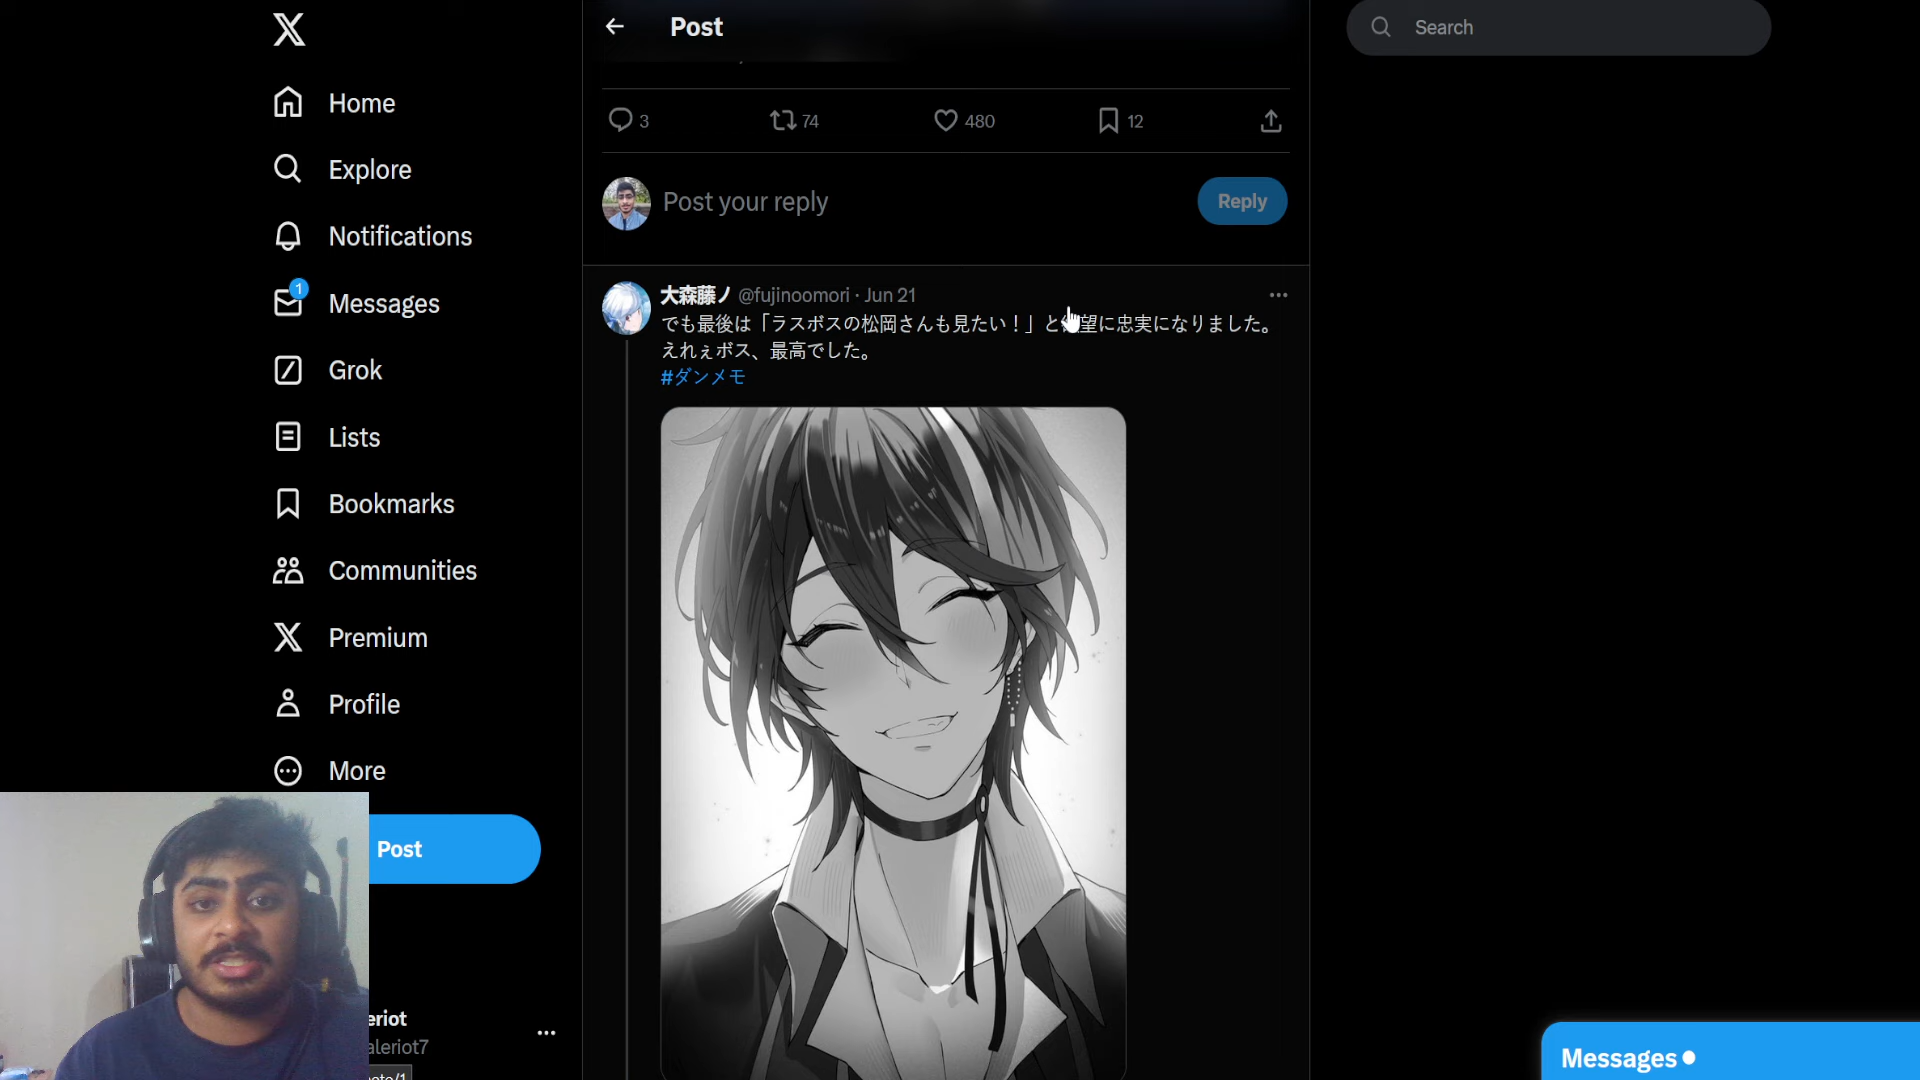 Post
Search
Home
3
74
480
12
Explore
Post your reply
Reply
Notifications
Messages
1
大森藤ノ @fujinoomori · Jun 21
でも最後は「ラスボスの松岡さんも見たい！」と 望に忠実になりました。
えれぇボス、最高でした。
#ダンメモ
Grok
Lists
Bookmarks
Communities
Premium
Profile
More
Post
eriot
aleriot7
Messages